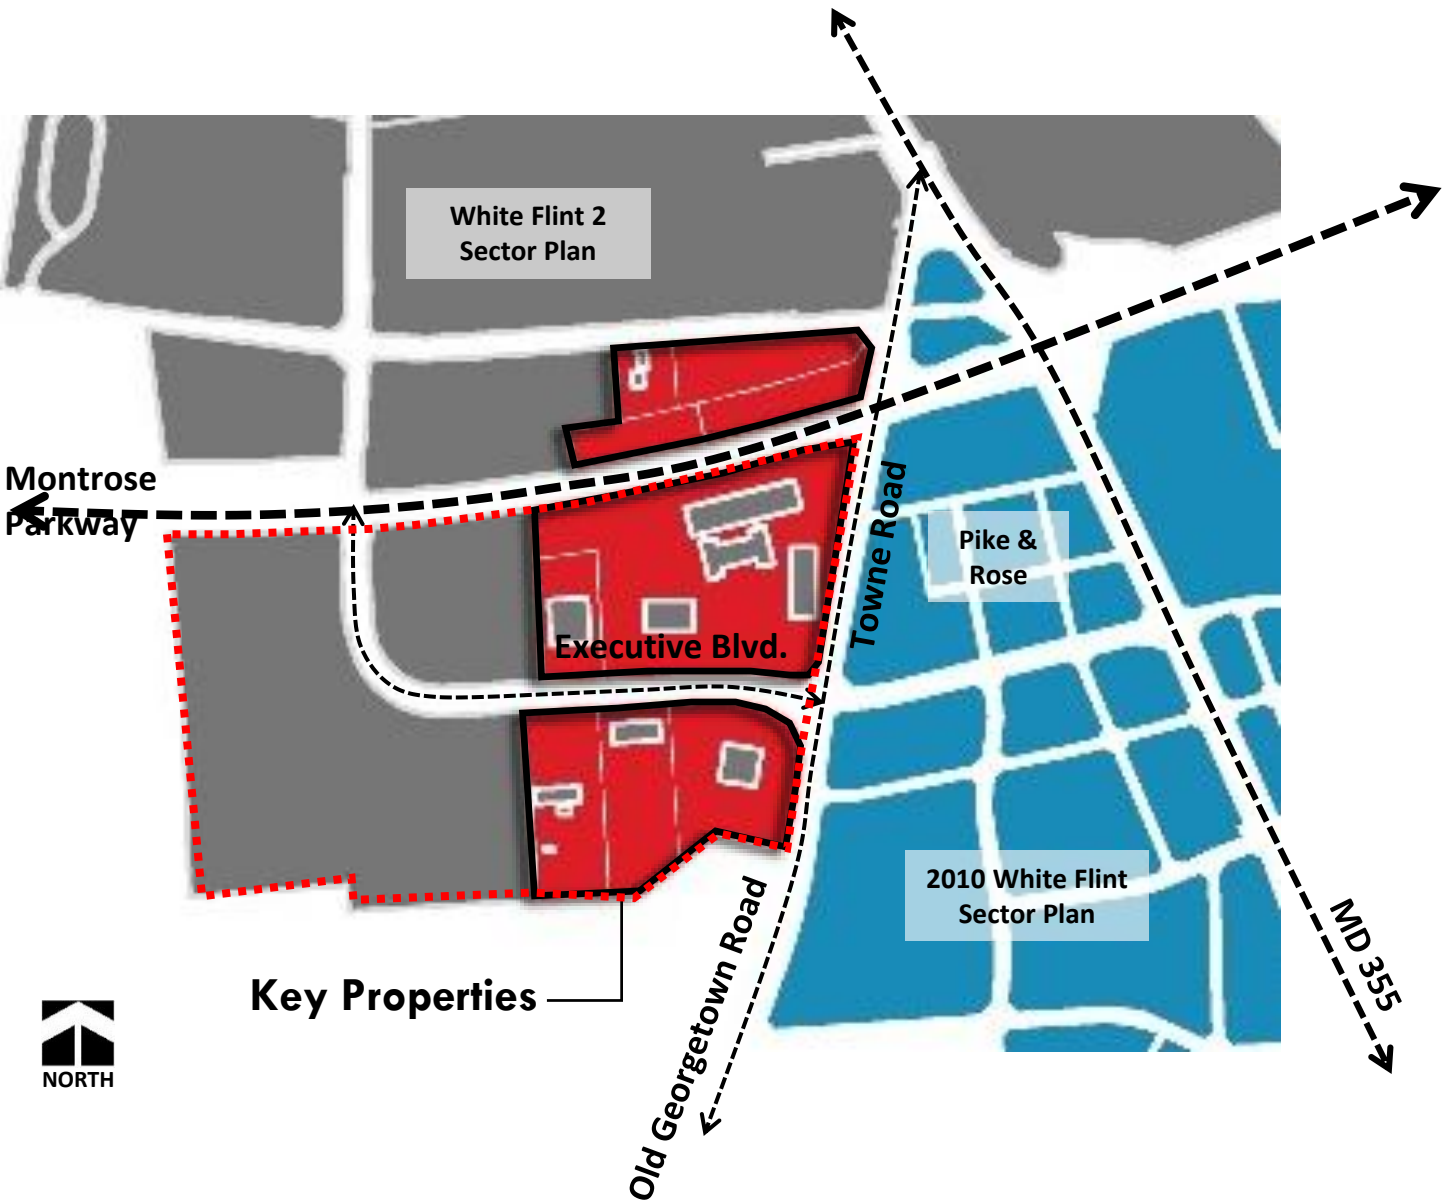 White Flint 2
Sector Plan
Montrose
Parkway
Towne Road
Pike &
Rose
Executive Blvd.
2010 White Flint
Sector Plan
MD 355
Old Georgetown Road
Key Properties
NORTH